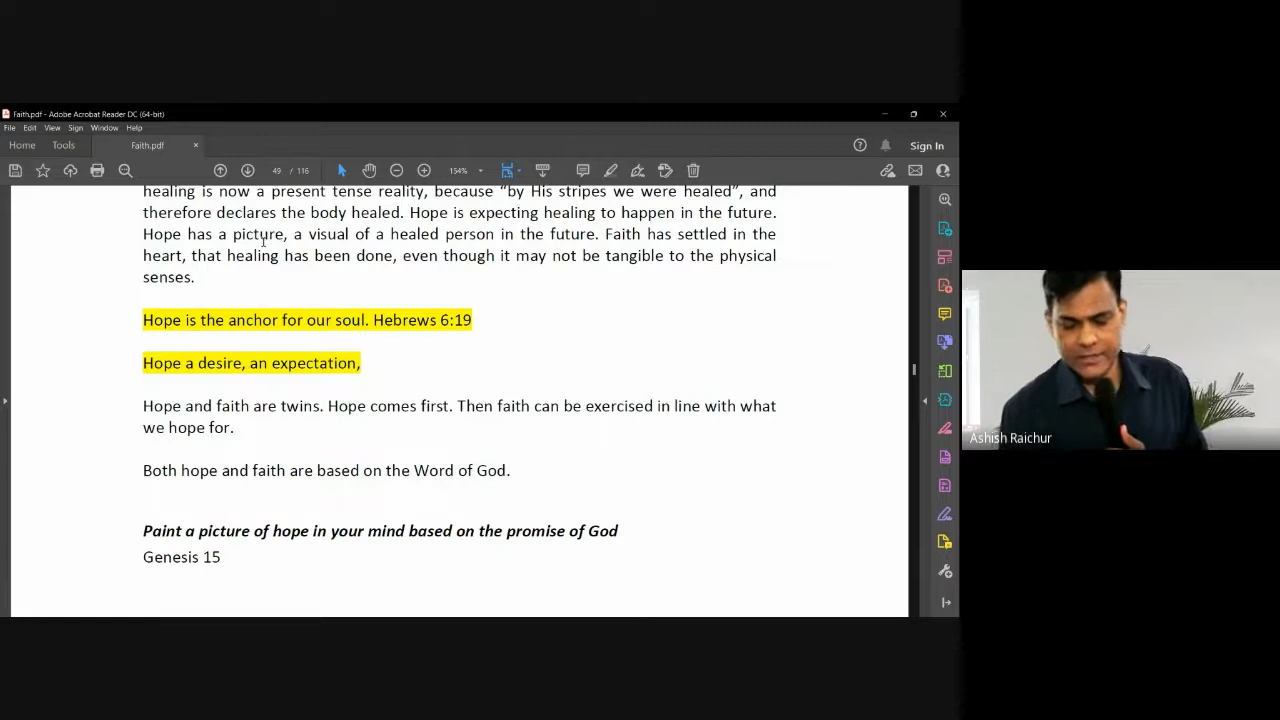 Faith.pdf - Adobe Acrobat Reader DC (64-bit)
File Edit View Sign Window Help
Home Tools Faith.pdf × Sign In
49 / 116 154%
healing is now a present tense reality, because “by His stripes we were healed”, and
therefore declares the body healed. Hope is expecting healing to happen in the future.
Hope has a picture, a visual of a healed person in the future. Faith has settled in the
heart, that healing has been done, even though it may not be tangible to the physical
senses.
Hope is the anchor for our soul. Hebrews 6:19
Hope a desire, an expectation,
Hope and faith are twins. Hope comes first. Then faith can be exercised in line with what
we hope for.
Both hope and faith are based on the Word of God.
Paint a picture of hope in your mind based on the promise of God
Genesis 15
Ashish Raichur